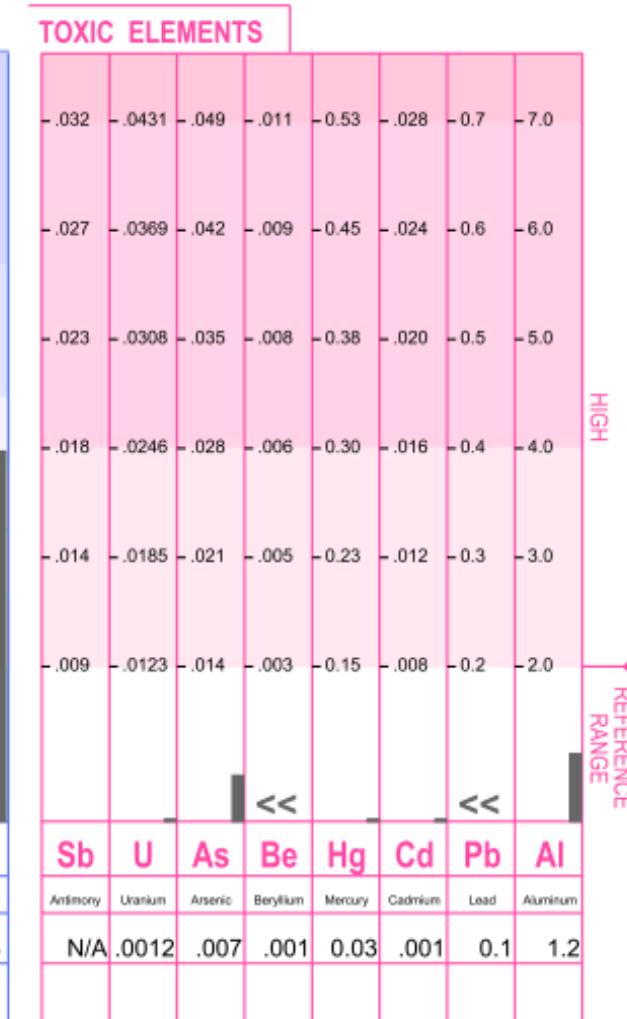 TOXIC ELEMENTS
.032 .0431 .049 .011 0.53 .028 0.7 7.0
.027 .0369 .042 .009 0.45 .024 0.6 6.0
.023 .0308 .035 .008 0.38 .020 0.5 5.0
HIGH
.018 .0246 .028 .006 0.30 .016 0.4 4.0
.014 .0185 .021 .005 0.23 .012 0.3 3.0
.009 .0123 .014 .003 0.15 .008 0.2 2.0
REFERENCE
RANGE
<< <<
Sb U As Be Hg Cd Pb Al
Antimony Uranium Arsenic Beryllium Mercury Cadmium Lead Aluminum
N/A .0012 .007 .001 0.03 .001 0.1 1.2